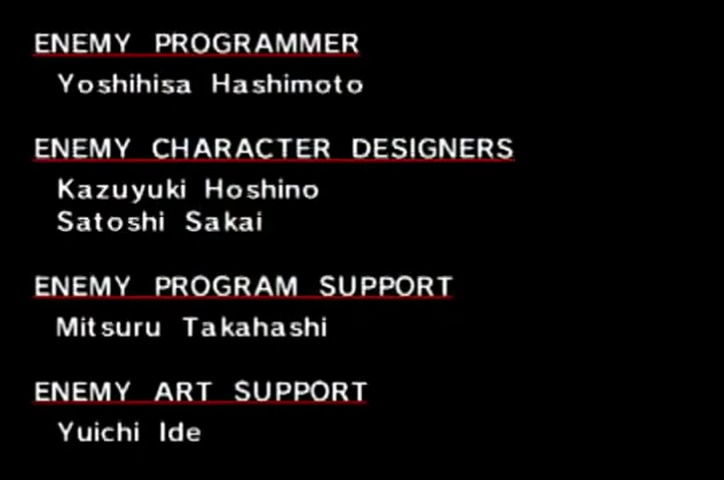 ENEMY PROGRAMMER
Yoshihisa Hashimoto
ENEMY CHARACTER DESIGNERS
Kazuyuki Hoshino
Satoshi Sakai
ENEMY PROGRAM SUPPORT
Mitsuru Takahashi
ENEMY ART SUPPORT
Yuichi Ide